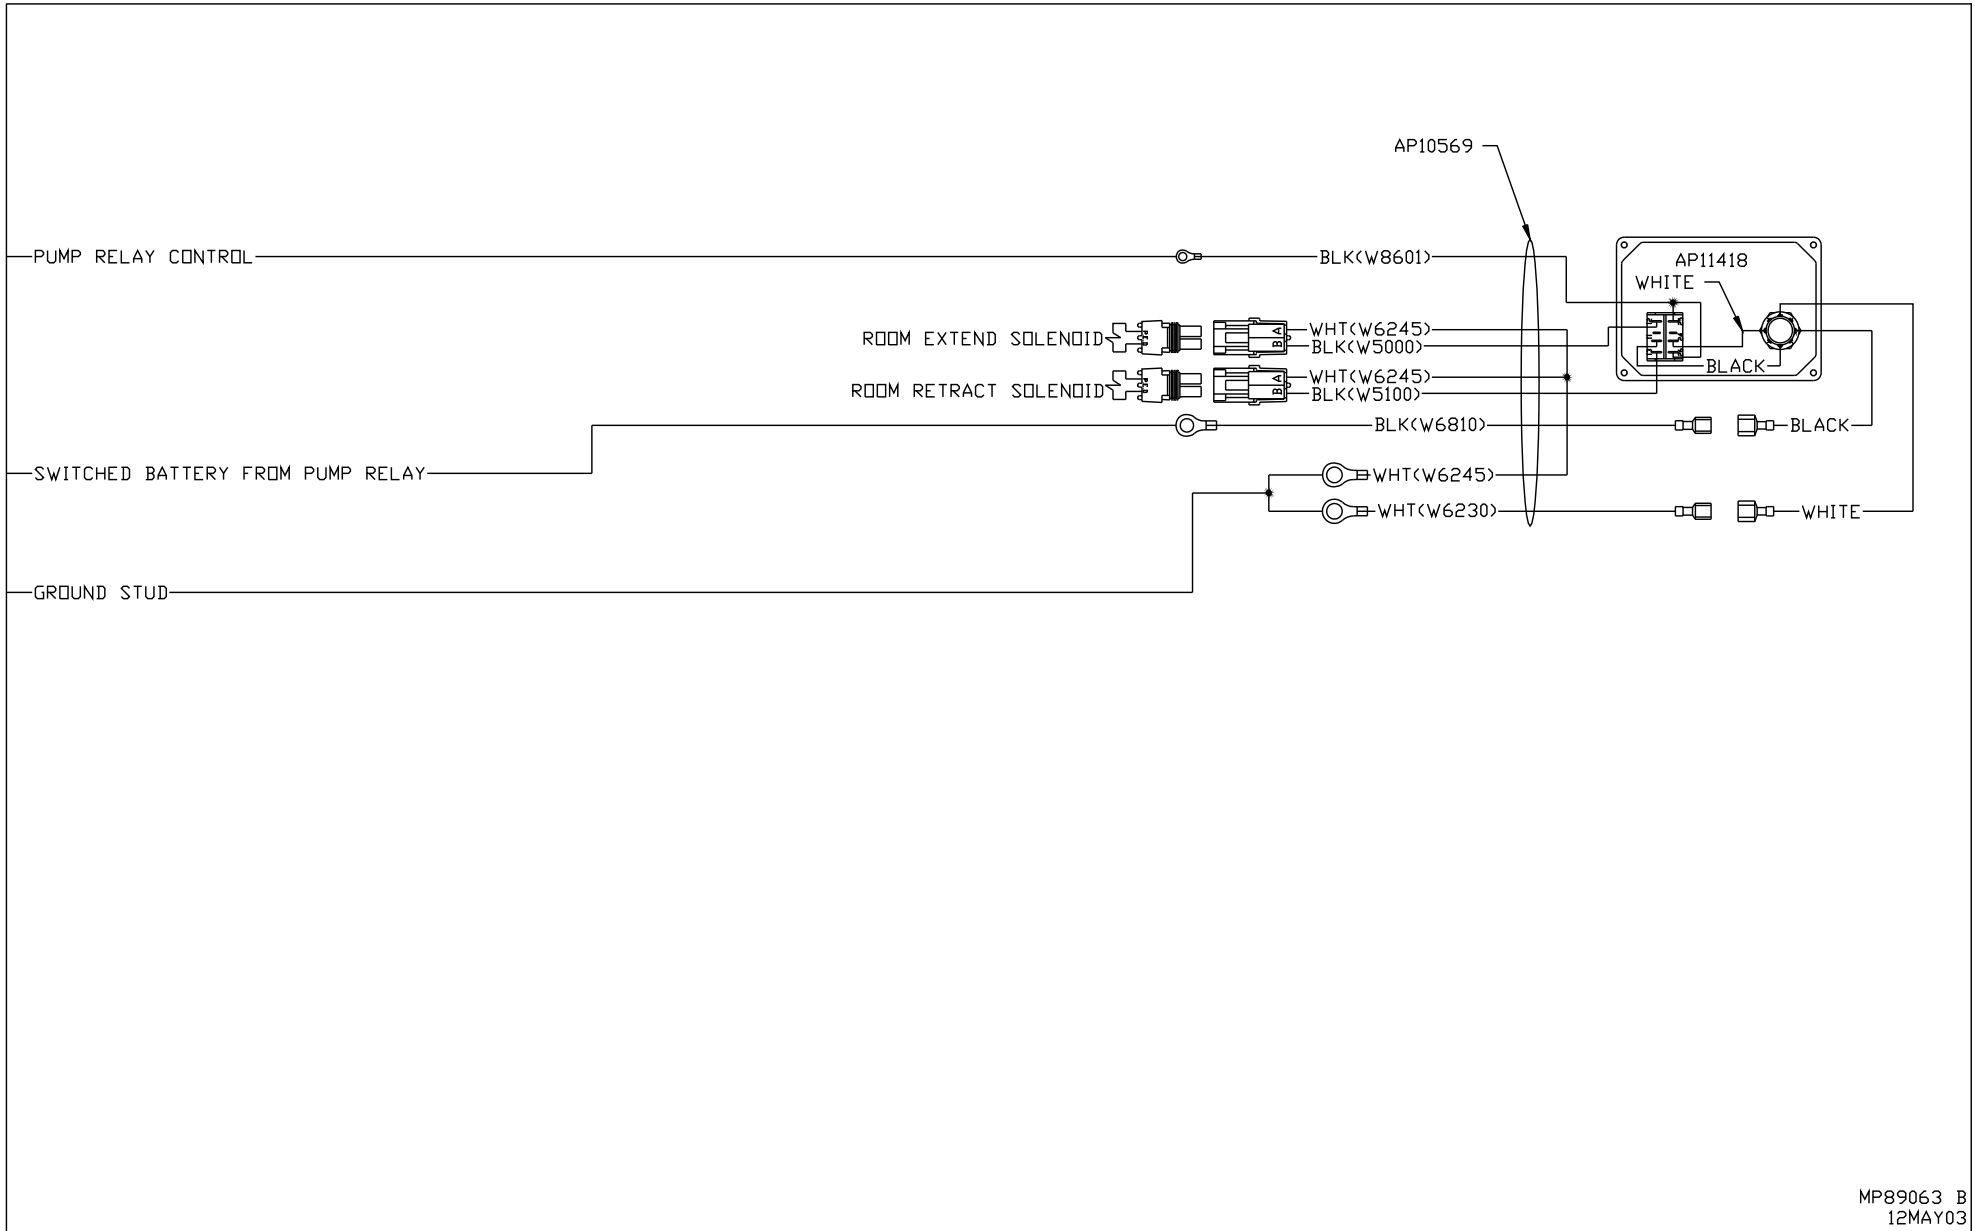 AP10569
PUMP RELAY CONTROL
BLK(W8601)
AP11418
WHITE
ROOM EXTEND SOLENOID
A
B
WHT(W6245)
BLK(W5000)
BLACK
ROOM RETRACT SOLENOID
A
B
WHT(W6245)
BLK(W5100)
BLK(W6810)
BLACK
SWITCHED BATTERY FROM PUMP RELAY
WHT(W6245)
WHT(W6230)
WHITE
GROUND STUD
MP89063 B
12MAY03